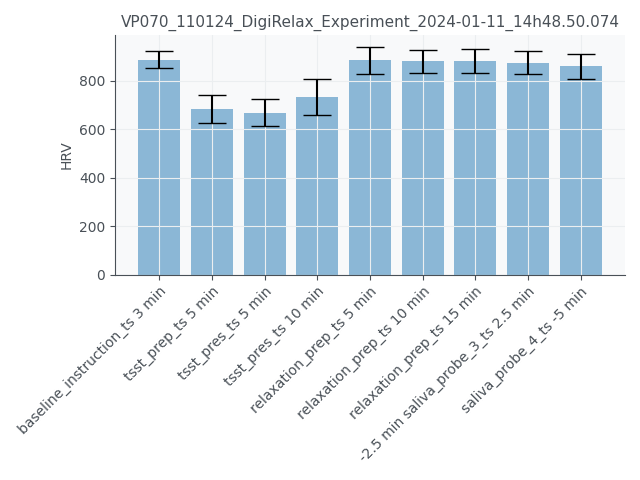 VP070_110124_DigiRelax_Experiment_2024-01-11_14h48.50.074
HRV
800
600
400
200
0
baseline_instruction_ts 3 min
tsst_prep_ts 5 min
tsst_pres_ts 5 min
tsst_pres_ts 10 min
relaxation_prep_ts 5 min
relaxation_prep_ts 10 min
relaxation_prep_ts 15 min
-2.5 min saliva_probe_3_ts 2.5 min
saliva_probe_4_ts -5 min